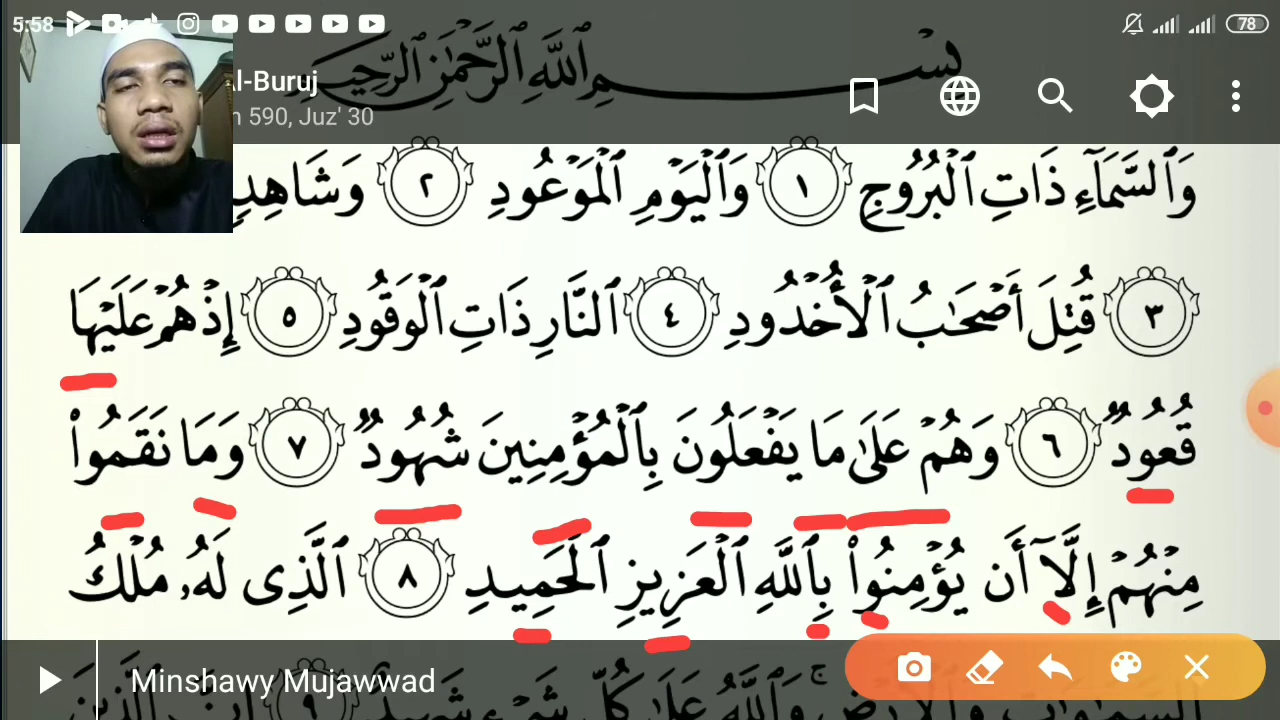 5:58
78
بِسْمِ ٱللَّهِ ٱلرَّحْمَٰنِ ٱلرَّحِيمِ
l-Buruj
590, Juz' 30
وَٱلسَّمَآءِ ذَاتِ ٱلْبُرُوجِ ١ وَٱلْيَوْمِ ٱلْمَوْعُودِ ٢ وَشَاهِدٍ
٣ قُتِلَ أَصْحَٰبُ ٱلْأُخْدُودِ ٤ ٱلنَّارِ ذَاتِ ٱلْوَقُودِ ٥ إِذْ هُمْ عَلَيْهَا
قُعُودٌ ٦ وَهُمْ عَلَىٰ مَا يَفْعَلُونَ بِٱلْمُؤْمِنِينَ شُهُودٌ ٧ وَمَا نَقَمُوا۟
مِنْهُمْ إِلَّآ أَن يُؤْمِنُوا۟ بِٱللَّهِ ٱلْعَزِيزِ ٱلْحَمِيدِ ٨ ٱلَّذِى لَهُۥ مُلْكُ
Minshawy Mujawwad